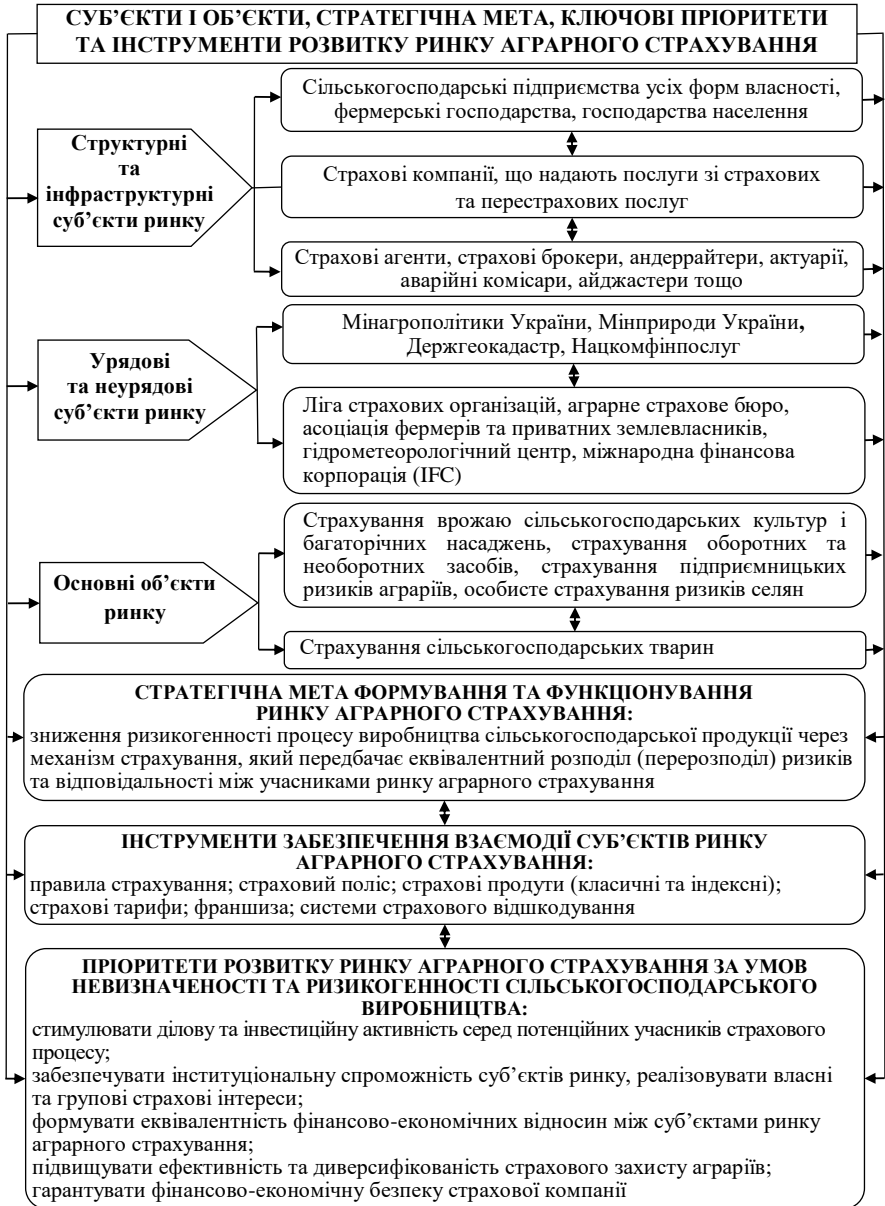 СУБ’ЄКТИ І ОБ’ЄКТИ, СТРАТЕГІЧНА МЕТА, КЛЮЧОВІ ПРІОРИТЕТИ
ТА ІНСТРУМЕНТИ РОЗВИТКУ РИНКУ АГРАРНОГО СТРАХУВАННЯ
Структурні
та
інфраструктурні
суб’єкти ринку
Сільськогосподарські підприємства усіх форм власності,
фермерські господарства, господарства населення
Страхові компанії, що надають послуги зі страхових
та перестрахових послуг
Страхові агенти, страхові брокери, андеррайтери, актуарії,
аварійні комісари, айджастери тощо
Урядові
та неурядові
суб’єкти ринку
Мінагрополітики України, Мінприроди України,
Держгеокадастр, Нацкомфінпослуг
Ліга страхових організацій, аграрне страхове бюро,
асоціація фермерів та приватних землевласників,
гідрометеорологічний центр, міжнародна фінансова
корпорація (IFC)
Основні об’єкти
ринку
Страхування врожаю сільськогосподарських культур і
багаторічних насаджень, страхування оборотних та
необоротних засобів, страхування підприємницьких
ризиків аграріїв, особисте страхування ризиків селян
Страхування сільськогосподарських тварин
СТРАТЕГІЧНА МЕТА ФОРМУВАННЯ ТА ФУНКЦІОНУВАННЯ
РИНКУ АГРАРНОГО СТРАХУВАННЯ:
зниження ризикогенності процесу виробництва сільськогосподарської продукції через
механізм страхування, який передбачає еквівалентний розподіл (перерозподіл) ризиків
та відповідальності між учасниками ринку аграрного страхування
ІНСТРУМЕНТИ ЗАБЕЗПЕЧЕННЯ ВЗАЄМОДІЇ СУБ’ЄКТІВ РИНКУ
АГРАРНОГО СТРАХУВАННЯ:
правила страхування; страховий поліс; страхові продути (класичні та індексні);
страхові тарифи; франшиза; системи страхового відшкодування
ПРІОРИТЕТИ РОЗВИТКУ РИНКУ АГРАРНОГО СТРАХУВАННЯ ЗА УМОВ
НЕВИЗНАЧЕНОСТІ ТА РИЗИКОГЕННОСТІ СІЛЬСЬКОГОСПОДАРСЬКОГО
ВИРОБНИЦТВА:
стимулювати ділову та інвестиційну активність серед потенційних учасників страхового
процесу;
забезпечувати інституціональну спроможність суб’єктів ринку, реалізовувати власні
та групові страхові інтереси;
формувати еквівалентність фінансово-економічних відносин між суб’єктами ринку
аграрного страхування;
підвищувати ефективність та диверсифікованість страхового захисту аграріїв;
гарантувати фінансово-економічну безпеку страхової компанії